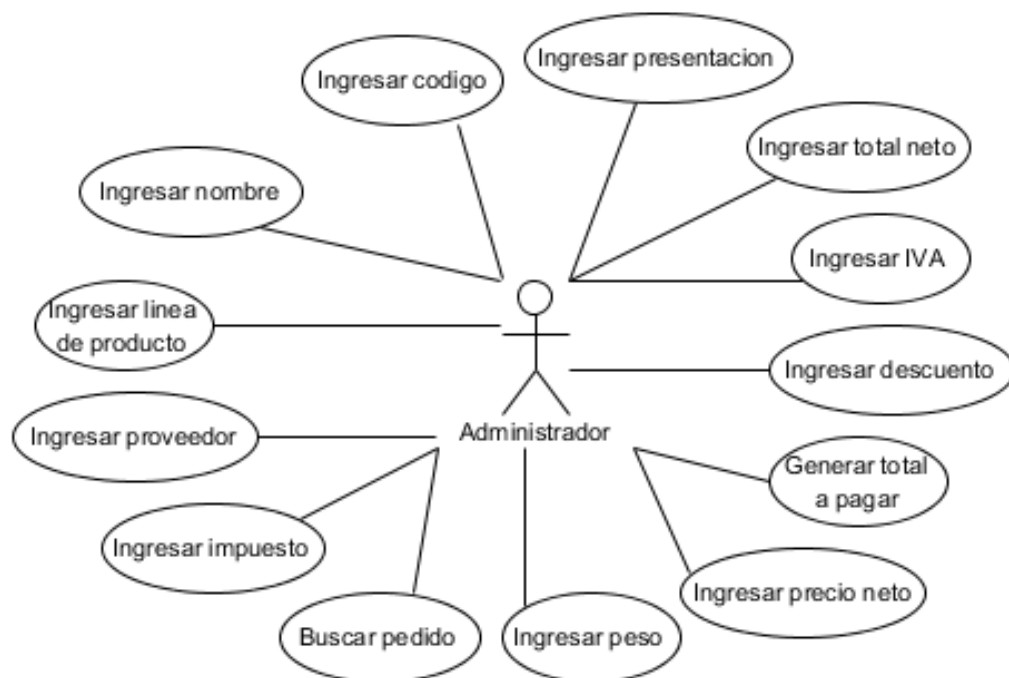 Ingresar presentacion
Ingresar codigo
Ingresar total neto
Ingresar nombre
Ingresar IVA
Ingresar linea
de producto
Ingresar descuento
Ingresar proveedor
Administrador
Generar total
a pagar
Ingresar impuesto
Ingresar precio neto
Buscar pedido
Ingresar peso